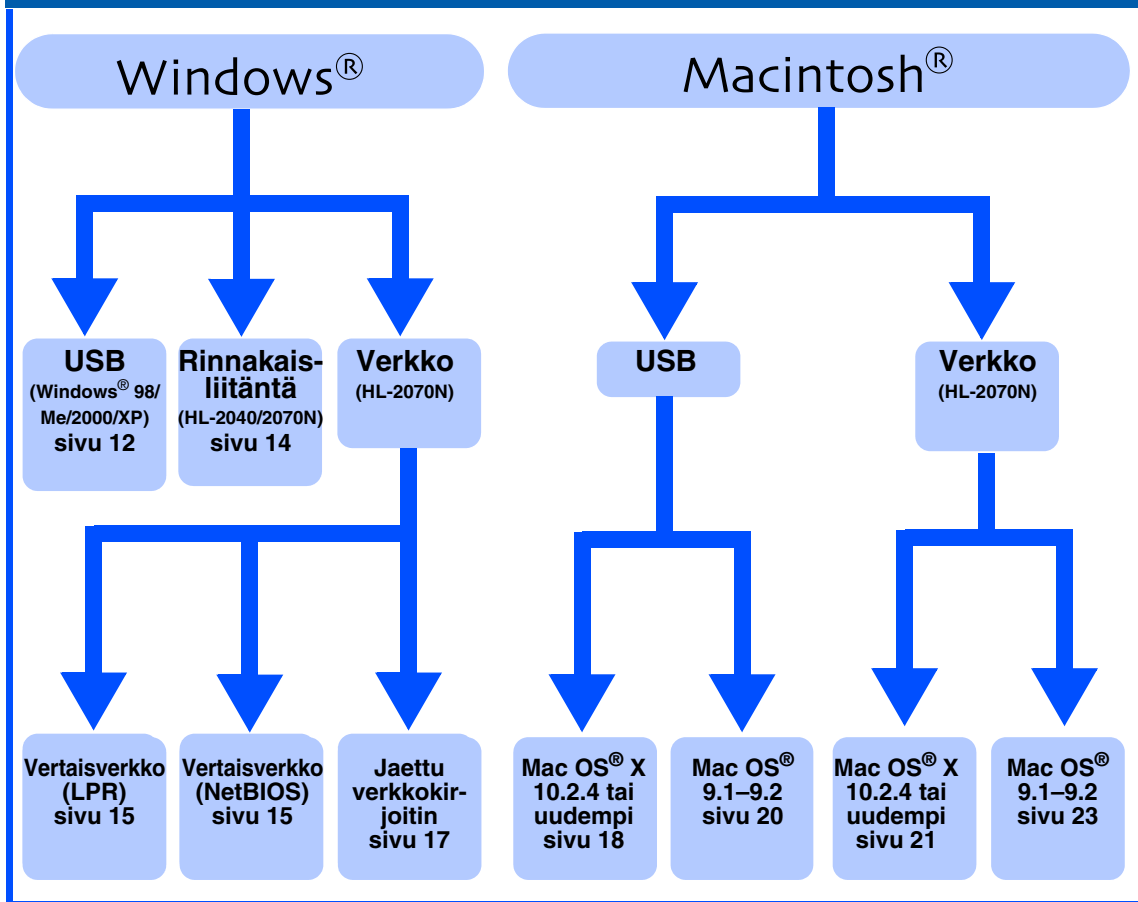 Windows®
Macintosh®
USB
(Windows® 98/
Me/2000/XP)
sivu 12
Rinnakais-
liitäntä
(HL-2040/2070N)
sivu 14
Verkko
(HL-2070N)
USB
Verkko
(HL-2070N)
Vertaisverkko
(LPR)
sivu 15
Vertaisverkko
(NetBIOS)
sivu 15
Jaettu
verkkokir-
joitin
sivu 17
Mac OS® X
10.2.4 tai
uudempi
sivu 18
Mac OS®
9.1–9.2
sivu 20
Mac OS® X
10.2.4 tai
uudempi
sivu 21
Mac OS®
9.1–9.2
sivu 23